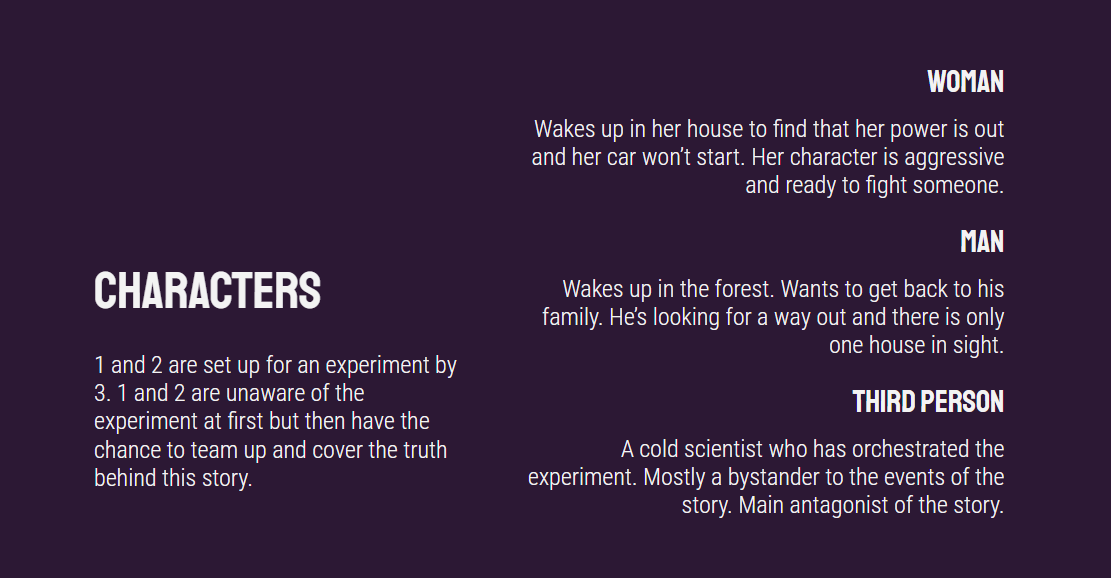 CHARACTERS
1 and 2 are set up for an experiment by
3. 1 and 2 are unaware of the
experiment at first but then have the
chance to team up and cover the truth
behind this story.
WOMAN
Wakes up in her house to find that her power is out
and her car won’t start. Her character is aggressive
and ready to fight someone.
MAN
Wakes up in the forest. Wants to get back to his
family. He’s looking for a way out and there is only
one house in sight.
THIRD PERSON
A cold scientist who has orchestrated the
experiment. Mostly a bystander to the events of the
story. Main antagonist of the story.